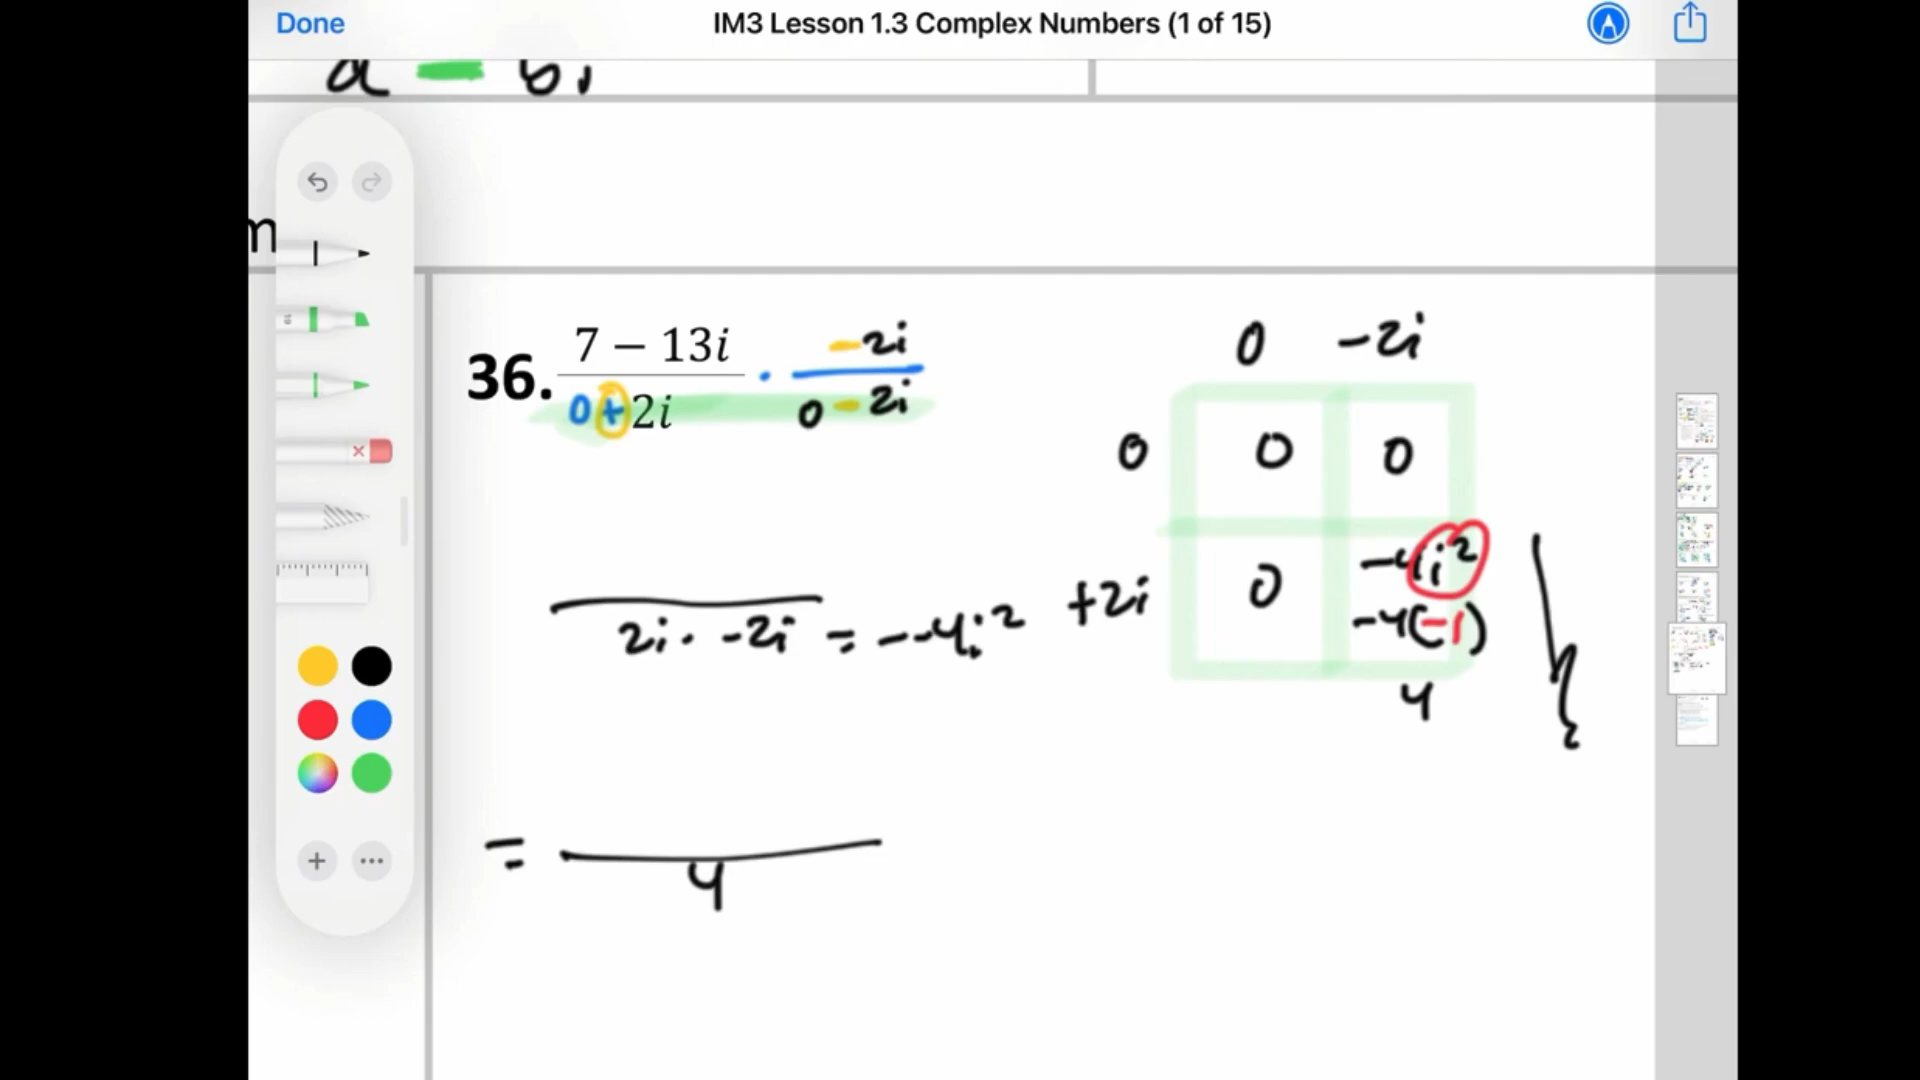 Done IM3 Lesson 1.3 Complex Numbers (1 of 15)
m
36. 7 – 13i / 0+2i · -2i / 0 - 2i
0 -2i
0 0 0
+2i 0 -4i²
-4(-1)
4
2i · -2i = --4i²
= / 4